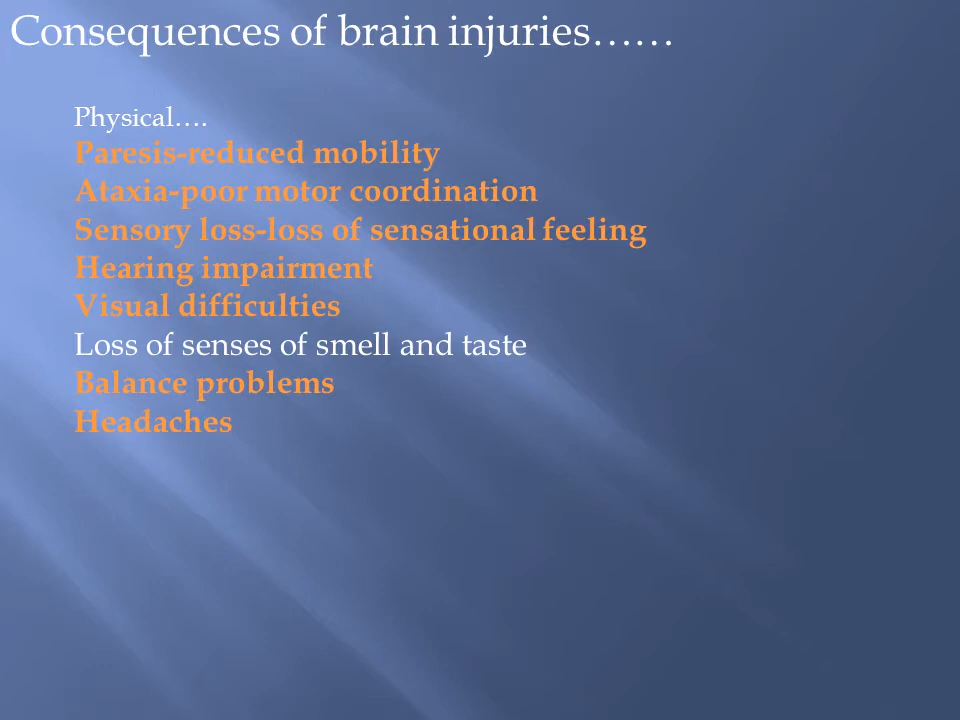 Consequences of brain injuries……
Physical….
Paresis-reduced mobility
Ataxia-poor motor coordination
Sensory loss-loss of sensational feeling
Hearing impairment
Visual difficulties
Loss of senses of smell and taste
Balance problems
Headaches